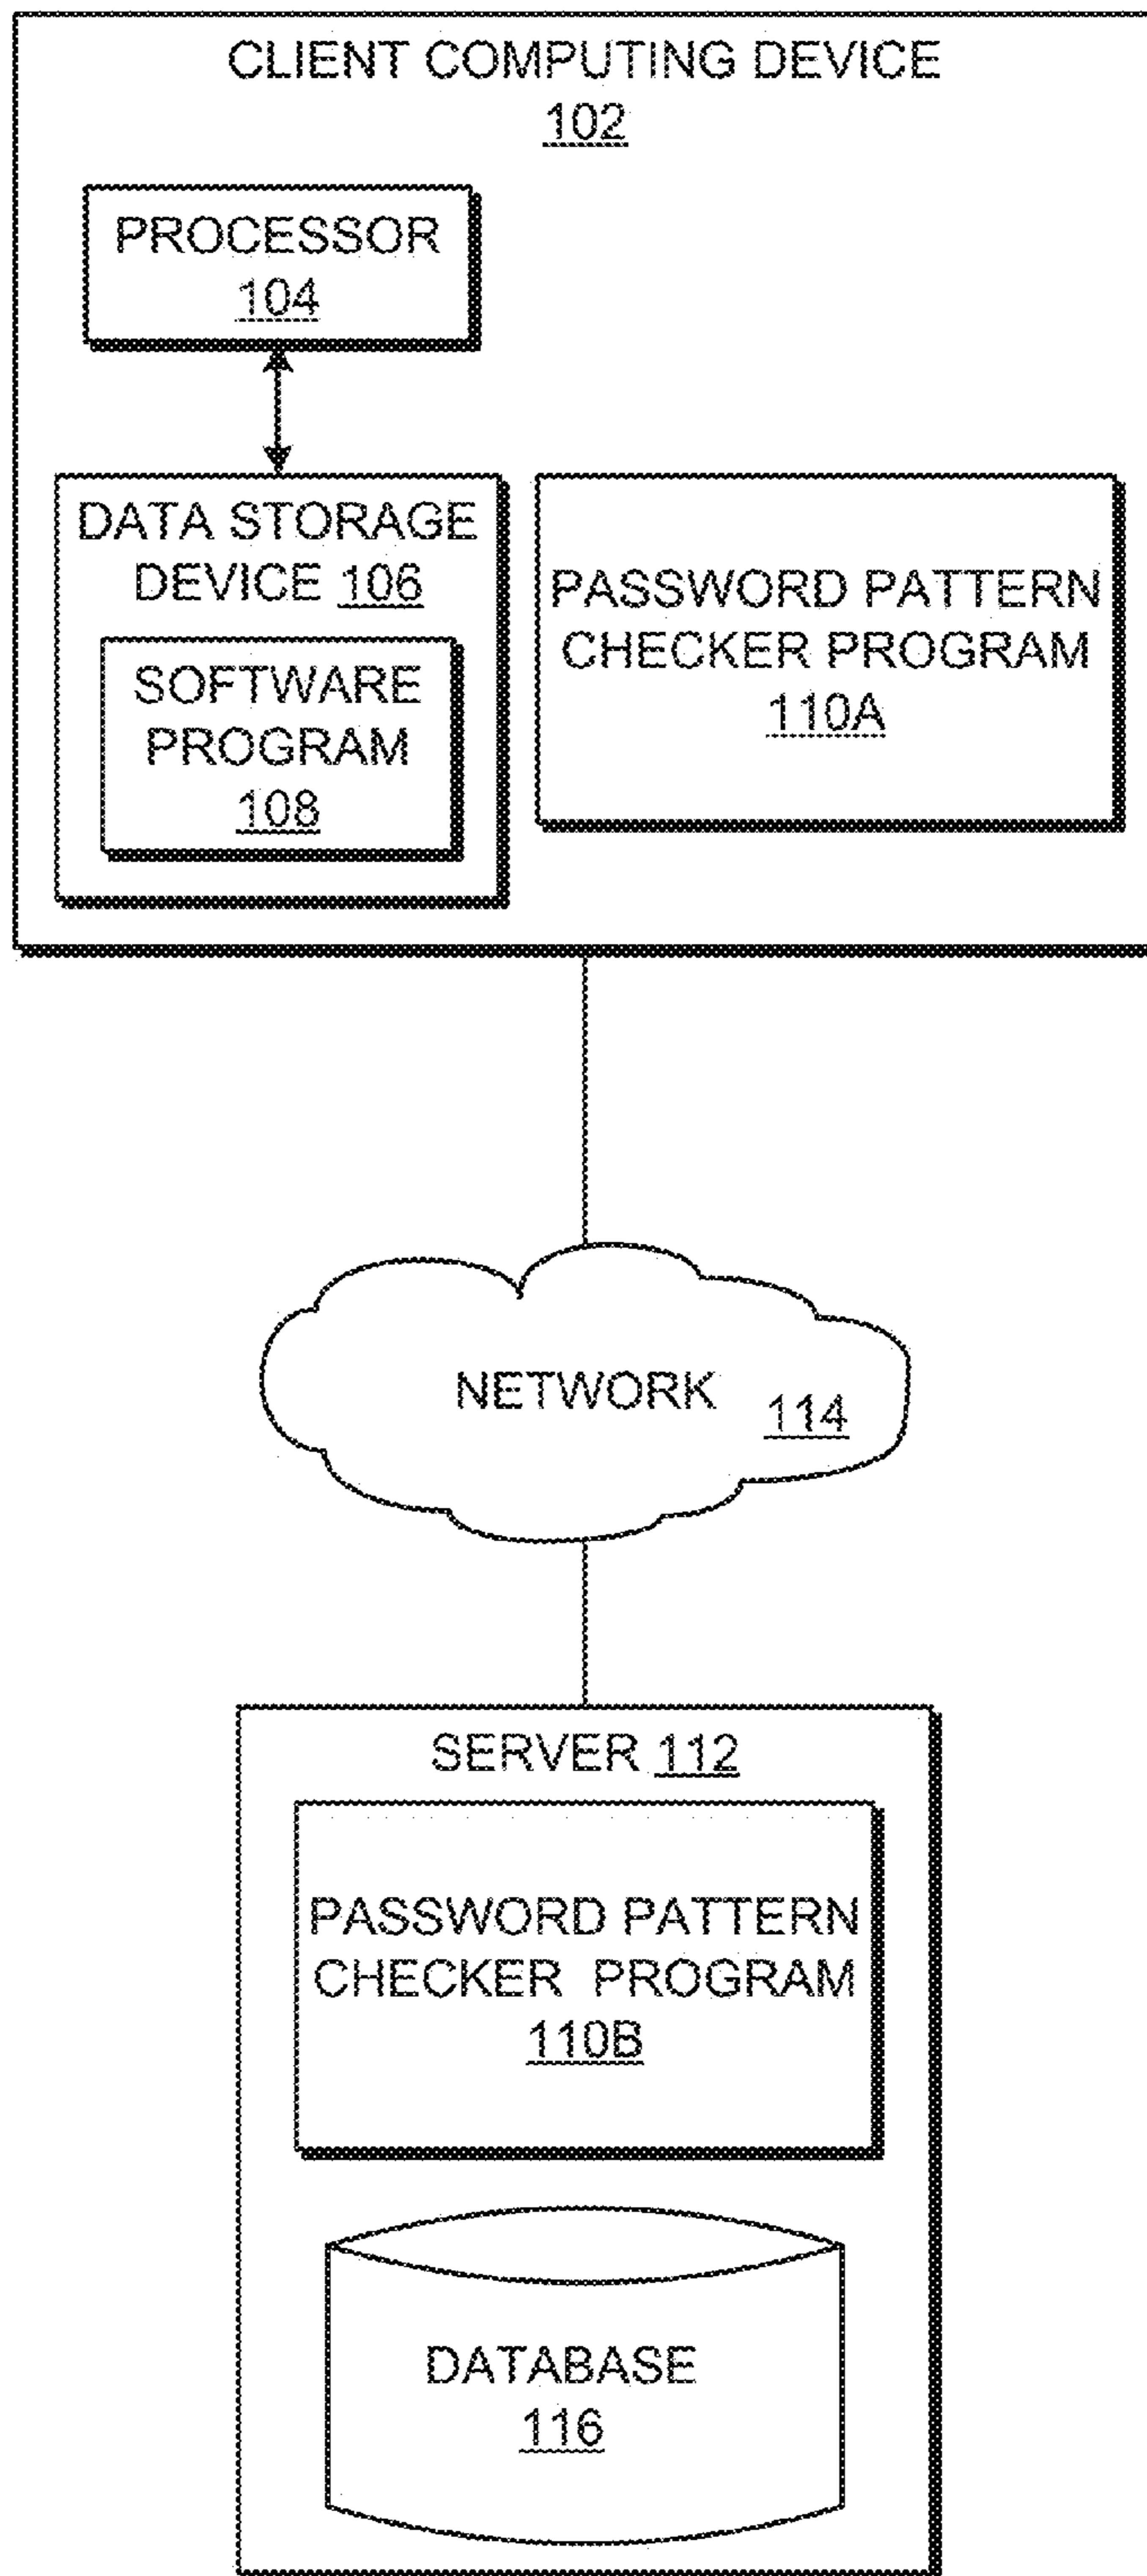 CLIENT COMPUTING DEVICE
102
PROCESSOR
104
DATA STORAGE
DEVICE 106
SOFTWARE
PROGRAM
108
PASSWORD PATTERN
CHECKER PROGRAM
110A
NETWORK 114
SERVER 112
PASSWORD PATTERN
CHECKER PROGRAM
110B
DATABASE
116